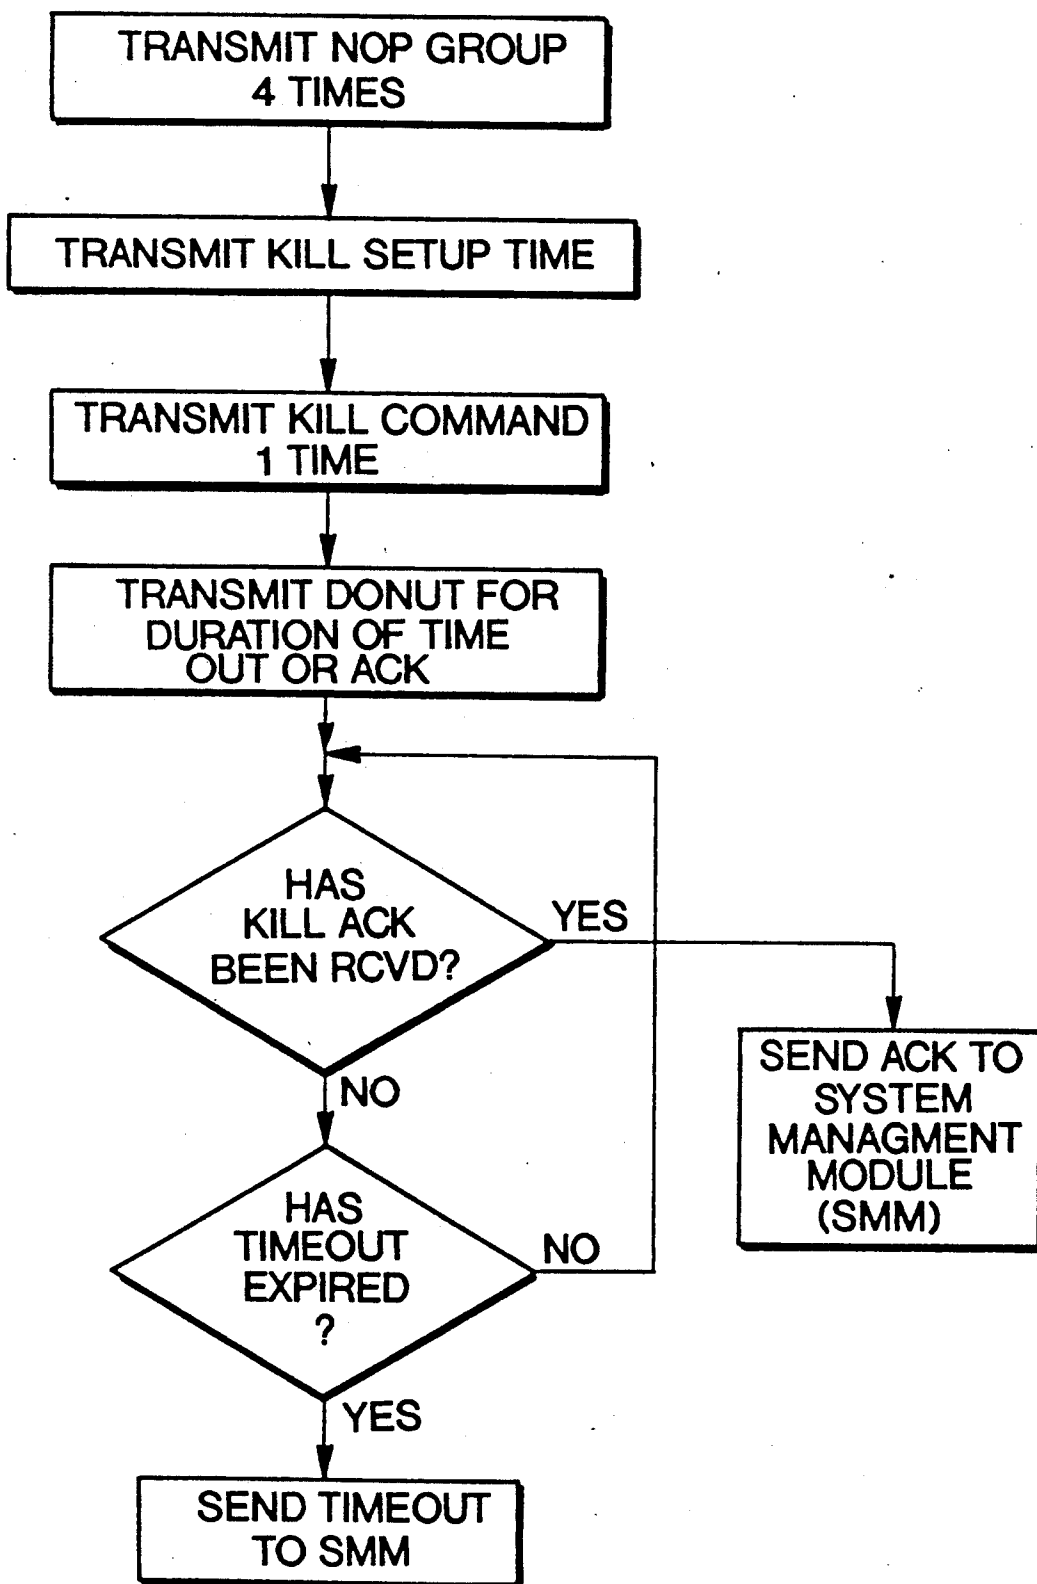 TRANSMIT NOP GROUP
4 TIMES
TRANSMIT KILL SETUP TIME
TRANSMIT KILL COMMAND
1 TIME
TRANSMIT DONUT FOR
DURATION OF TIME
OUT OR ACK
HAS
KILL ACK
BEEN RCVD?
YES
NO
SEND ACK TO
SYSTEM
MANAGMENT
MODULE
(SMM)
HAS
TIMEOUT
EXPIRED
?
NO
YES
SEND TIMEOUT
TO SMM